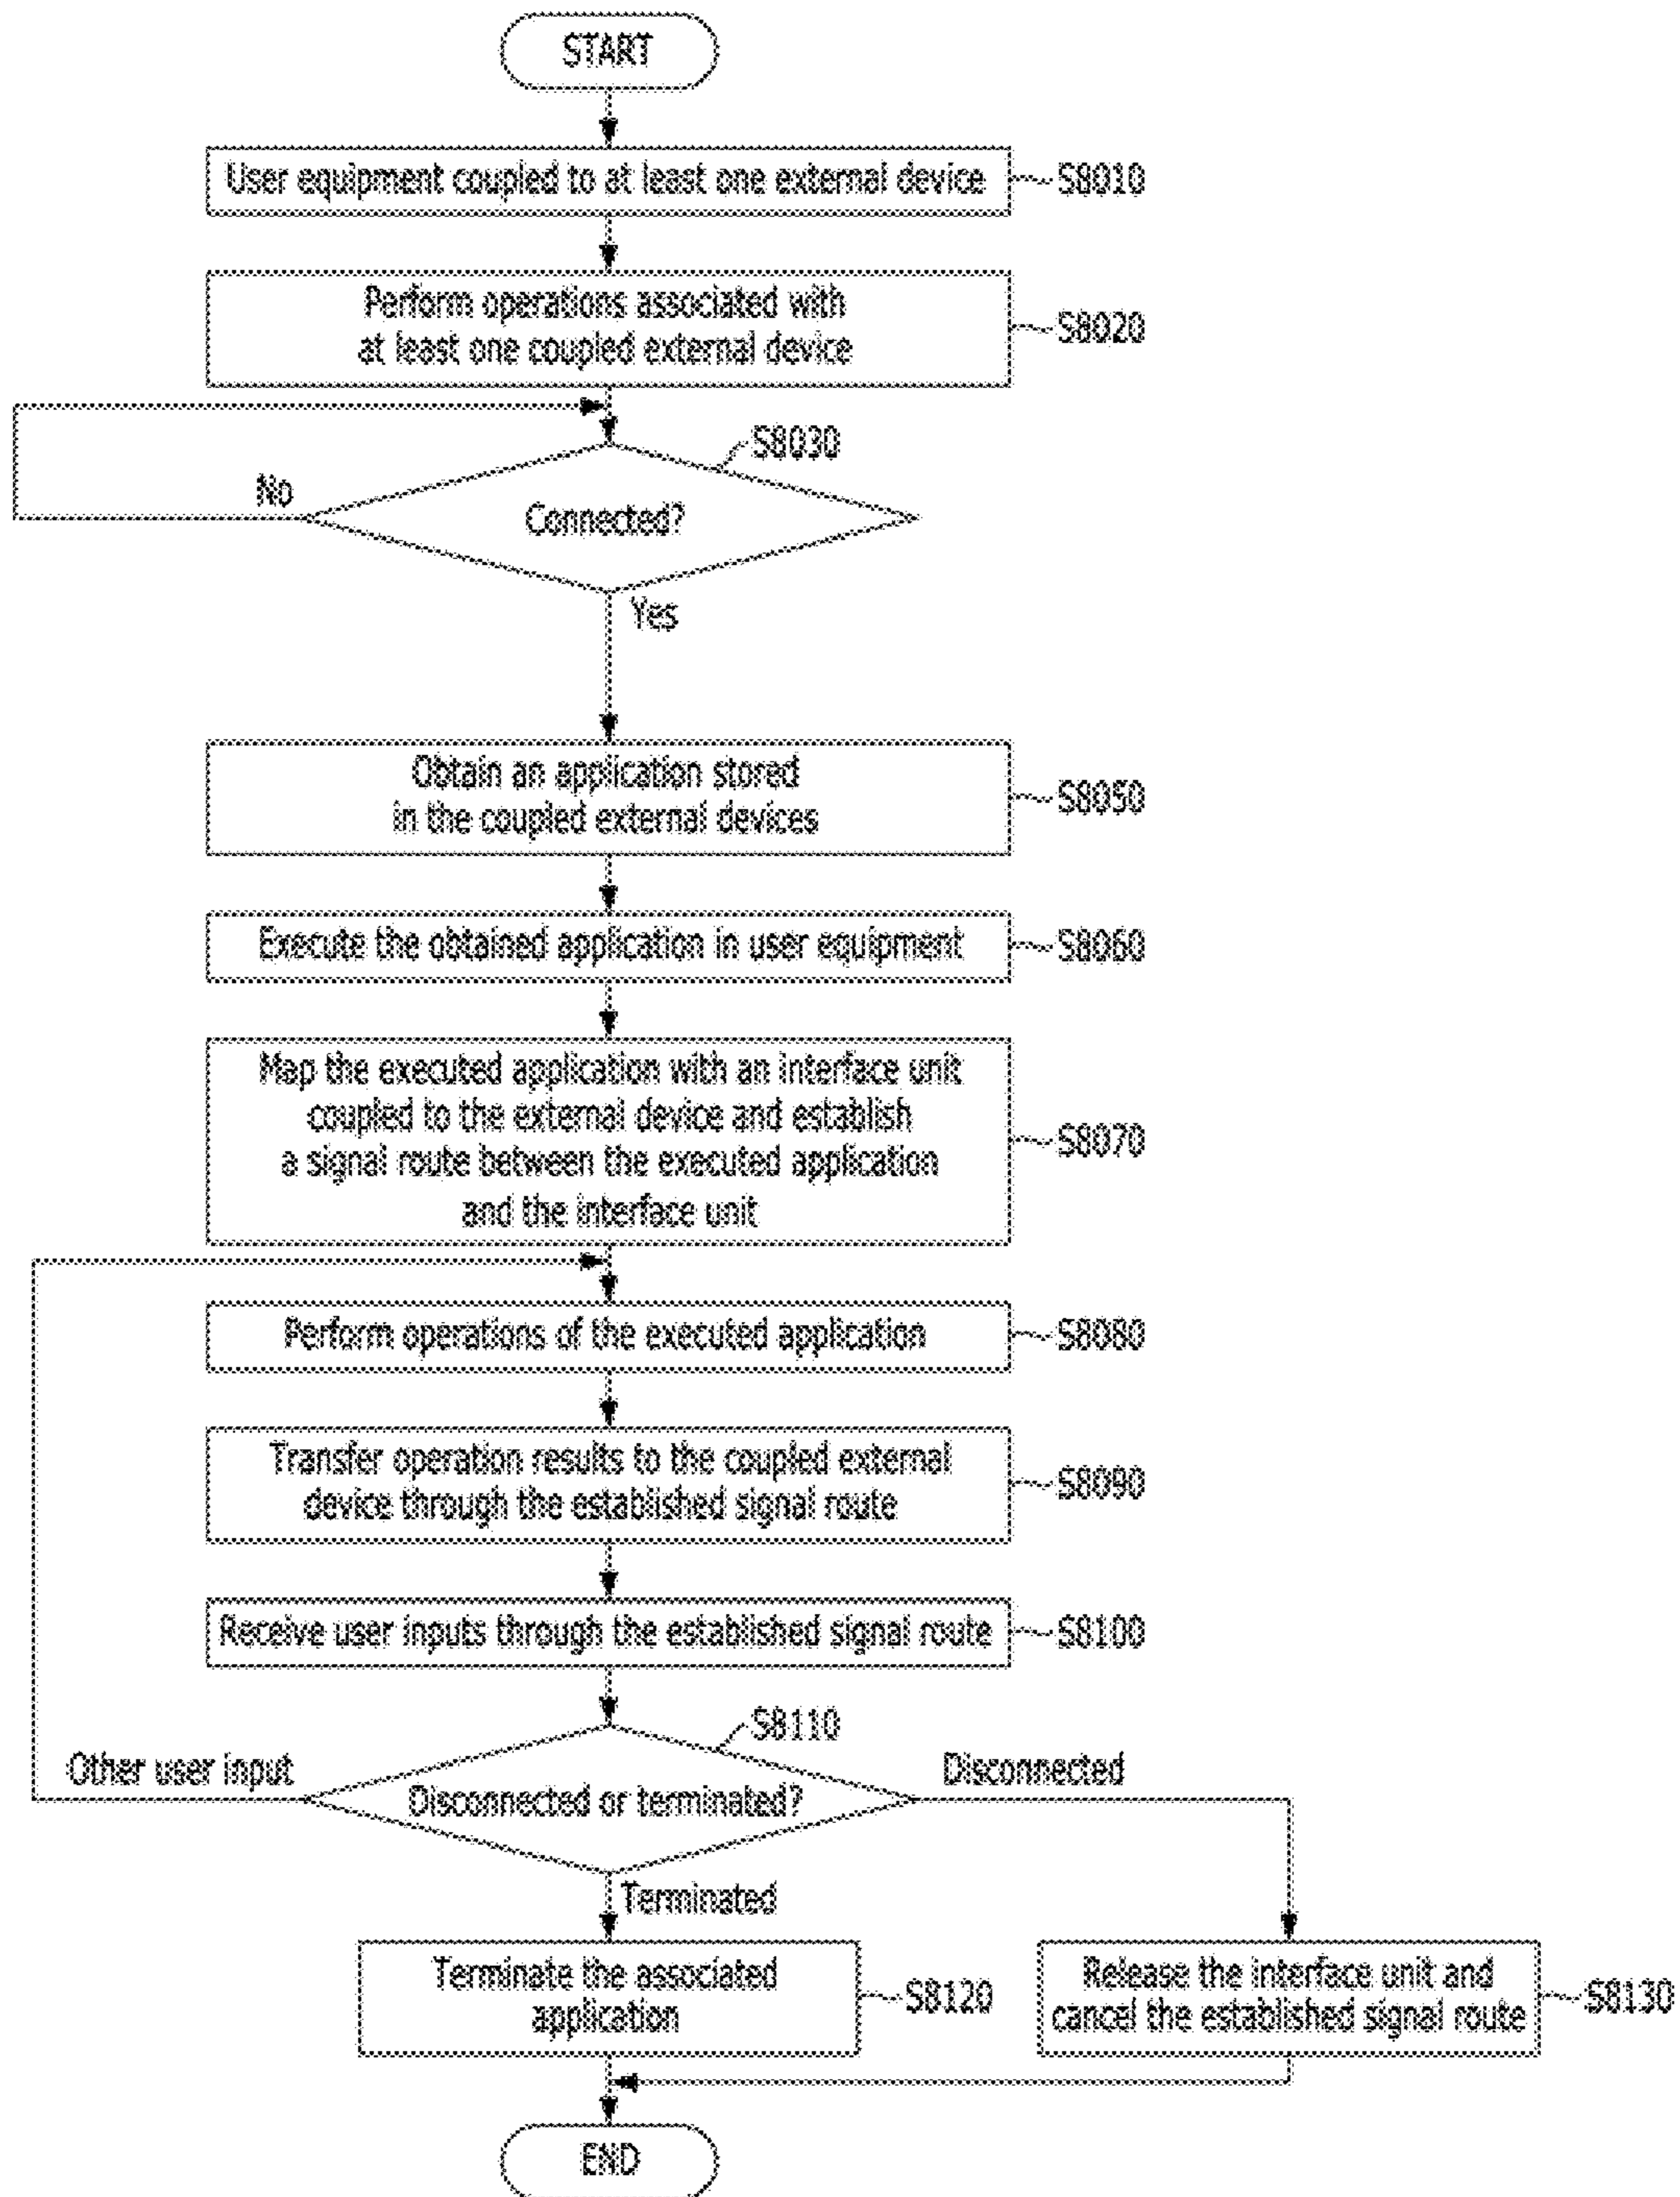 START
User equipment coupled to at least one external device
S8010
Perform operations associated with
at least one coupled external device
S8020
S8030
No
Connected?
Yes
Obtain an application stored
in the coupled external devices
S8050
Execute the obtained application in user equipment
S8060
Map the executed application with an interface unit
coupled to the external device and establish
a signal route between the executed application
and the interface unit
S8070
Perform operations of the executed application
S8080
Transfer operation results to the coupled external
device through the established signal route
S8090
Receive user inputs through the established signal route
S8100
S8110
Other user input
Disconnected or terminated?
Disconnected
Terminated
Terminate the associated
application
S8120
Release the interface unit and
cancel the established signal route
S8130
END